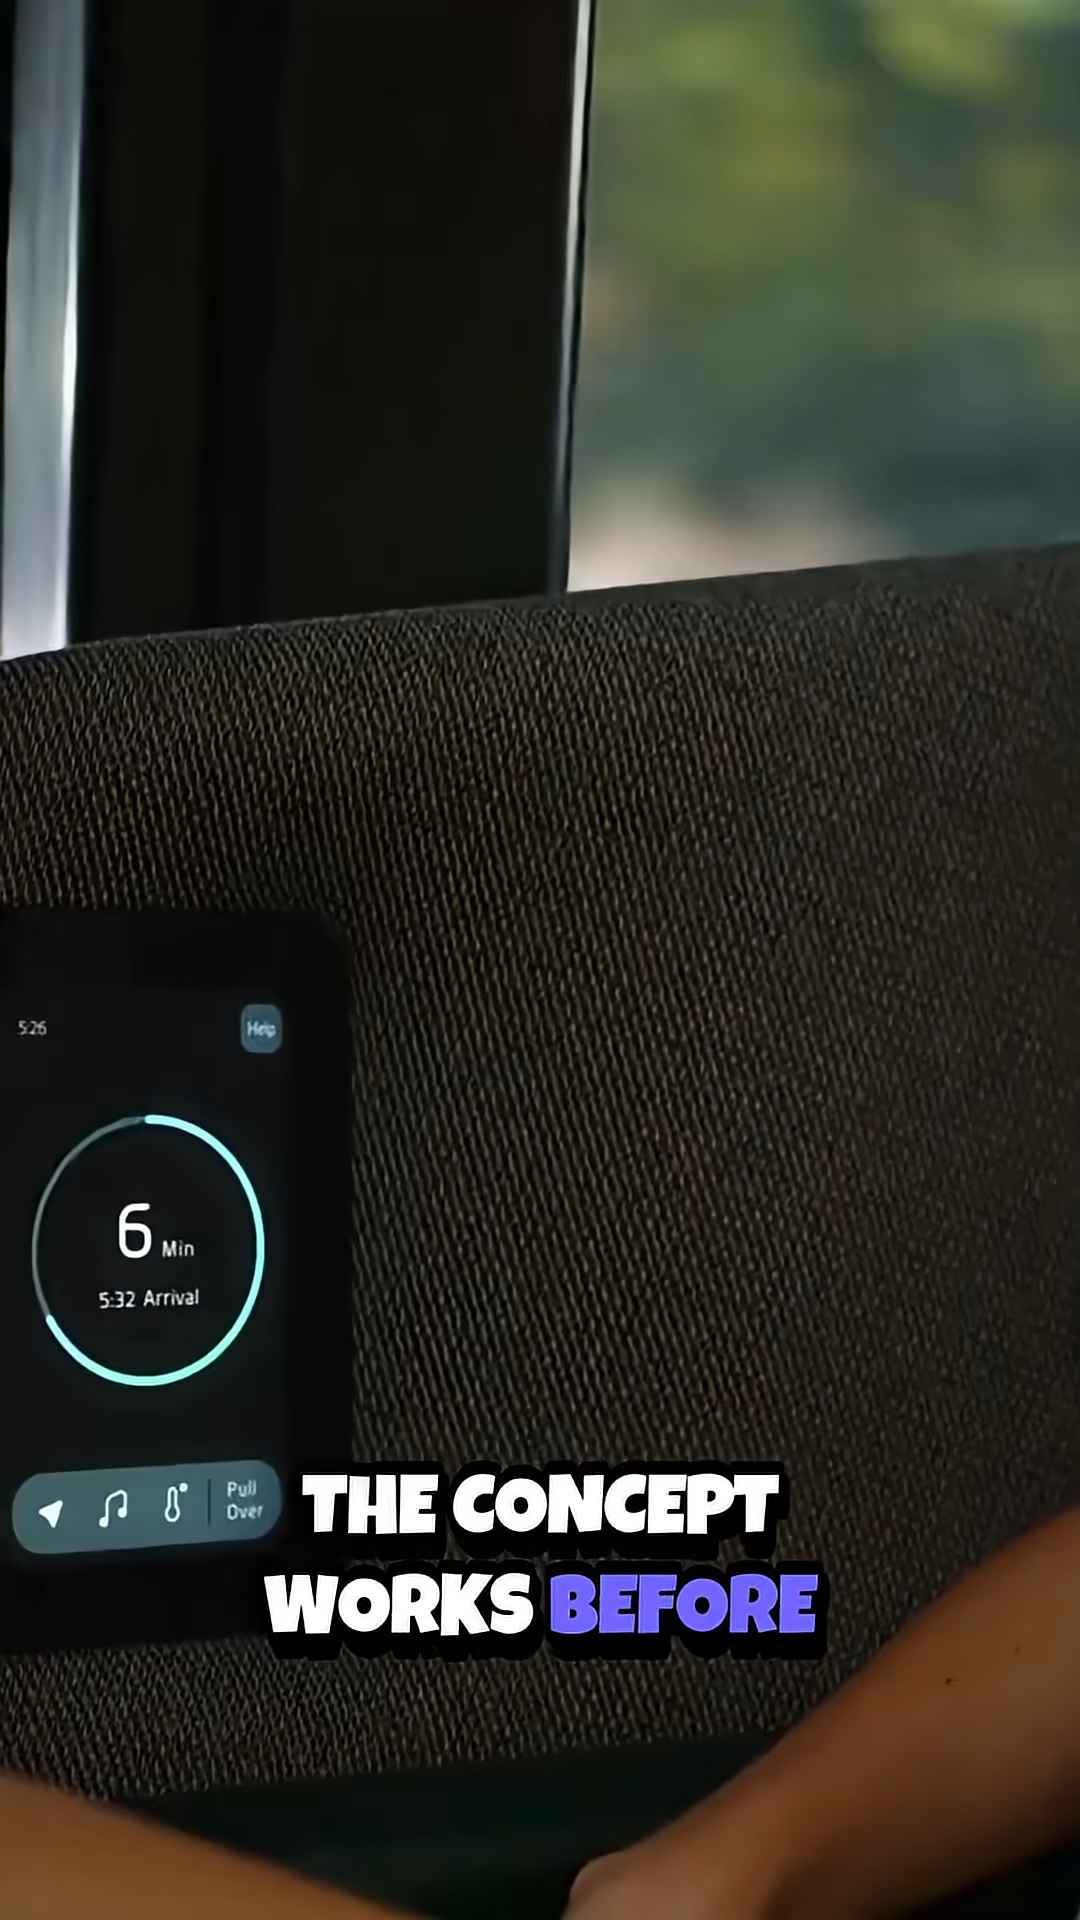 5:26
Help
6 Min
5:32 Arrival
Pull
Over
THE CONCEPT
WORKS BEFORE